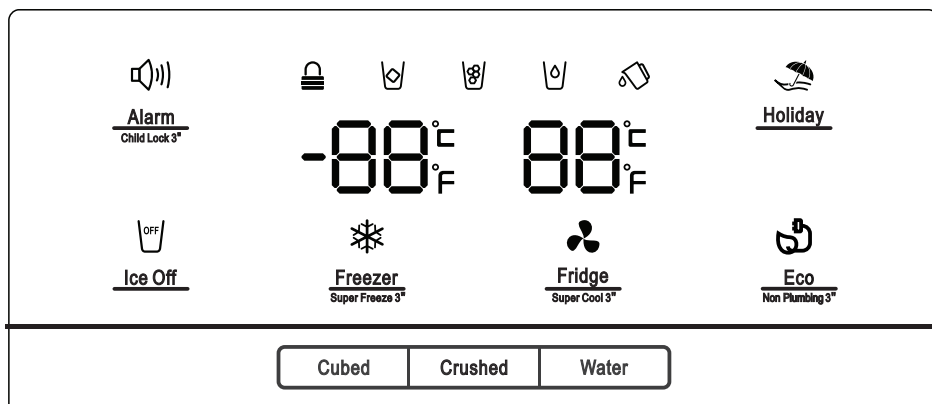 Alarm
Child Lock 3"
-88°C
°F
88°C
°F
Holiday
OFF
Ice Off
Freezer
Super Freeze 3"
Fridge
Super Cool 3"
Eco
Non Plumbing 3"
Cubed
Crushed
Water